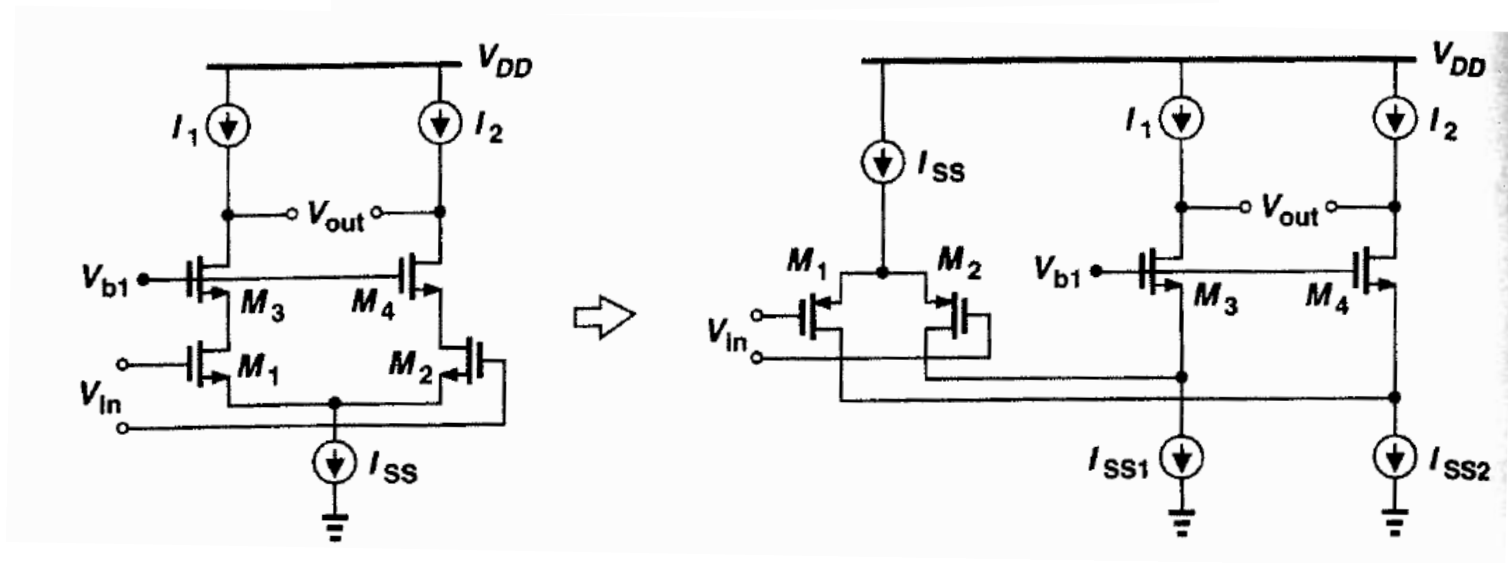 V_DD
I_1
I_2
V_out
V_b1
M_3
M_4
M_1
M_2
V_in
I_SS
V_DD
I_1
I_2
I_SS
V_out
M_1
M_2
V_b1
M_3
M_4
V_in
I_SS1
I_SS2